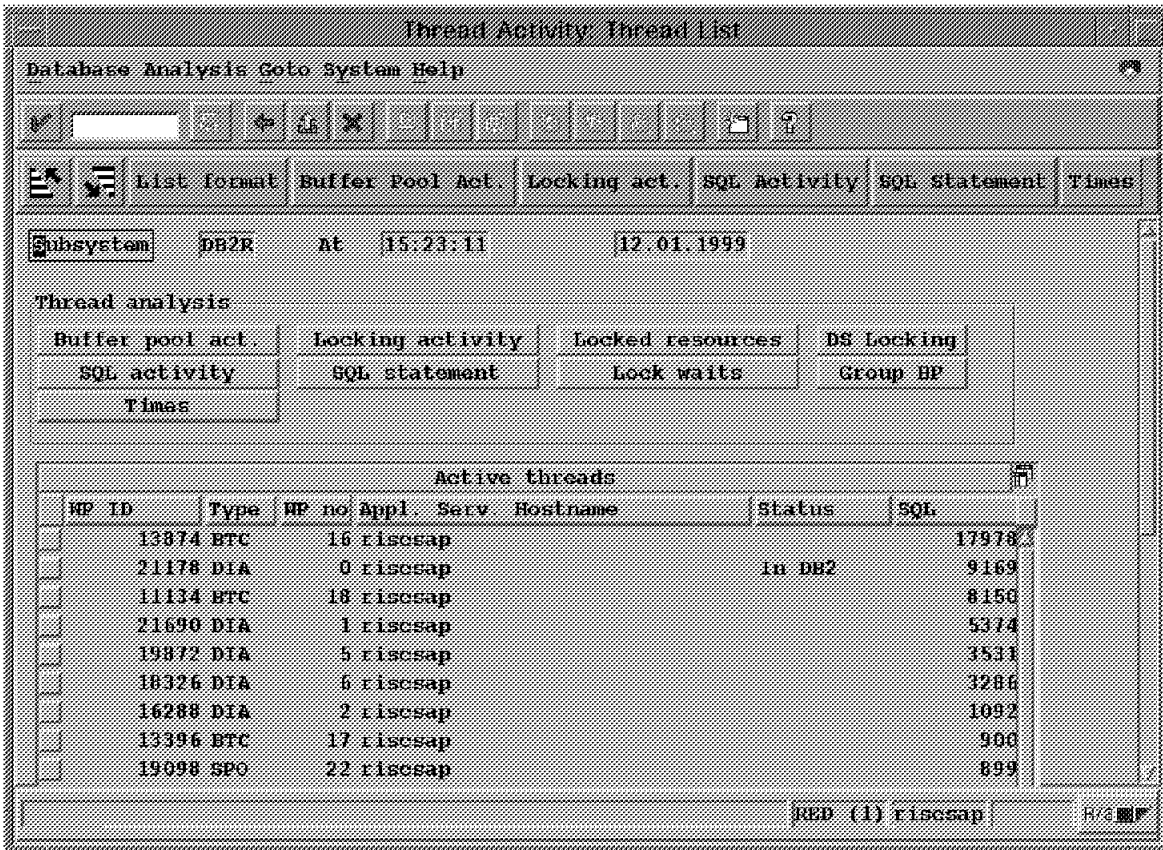 Thread Activity: Thread List
Database Analysis Goto System Help
List format Buffer Pool Act. Locking act. SQL Activity SQL Statement Times
Subsystem DB2R At 15:23:11 12.01.1999
Thread analysis
Buffer pool act. Locking activity Locked resources DS Locking
SQL activity SQL statement Lock waits Group BP
Times
Active threads
WP ID Type WP no Appl. Serv. Hostname Status SQL
13874 BTC 16 riscsap 17978
21178 DIA 0 riscsap in DB2 9169
11134 BTC 18 riscsap 8150
21690 DIA 1 riscsap 5374
19872 DIA 5 riscsap 3531
18326 DIA 6 riscsap 3286
16288 DIA 2 riscsap 1092
13396 BTC 17 riscsap 900
19098 SPO 22 riscsap 899
RED (1) riscsap R/3